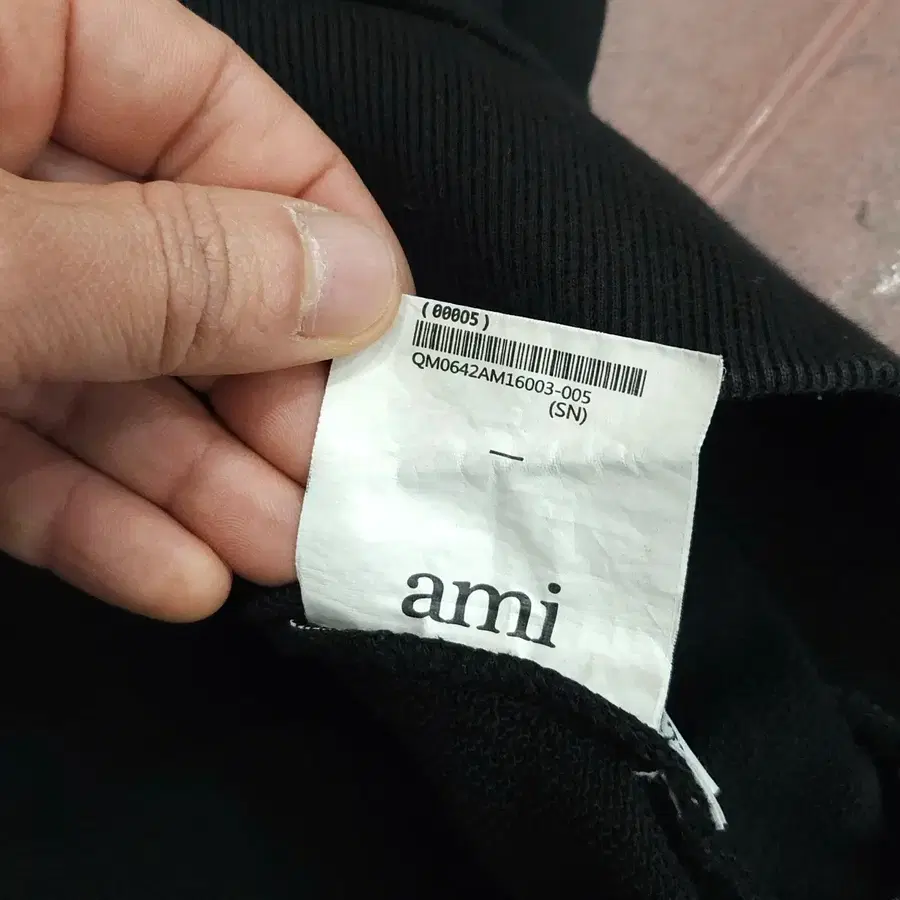 (00005)
QM0642AM16003-005
(SN)
—
ami